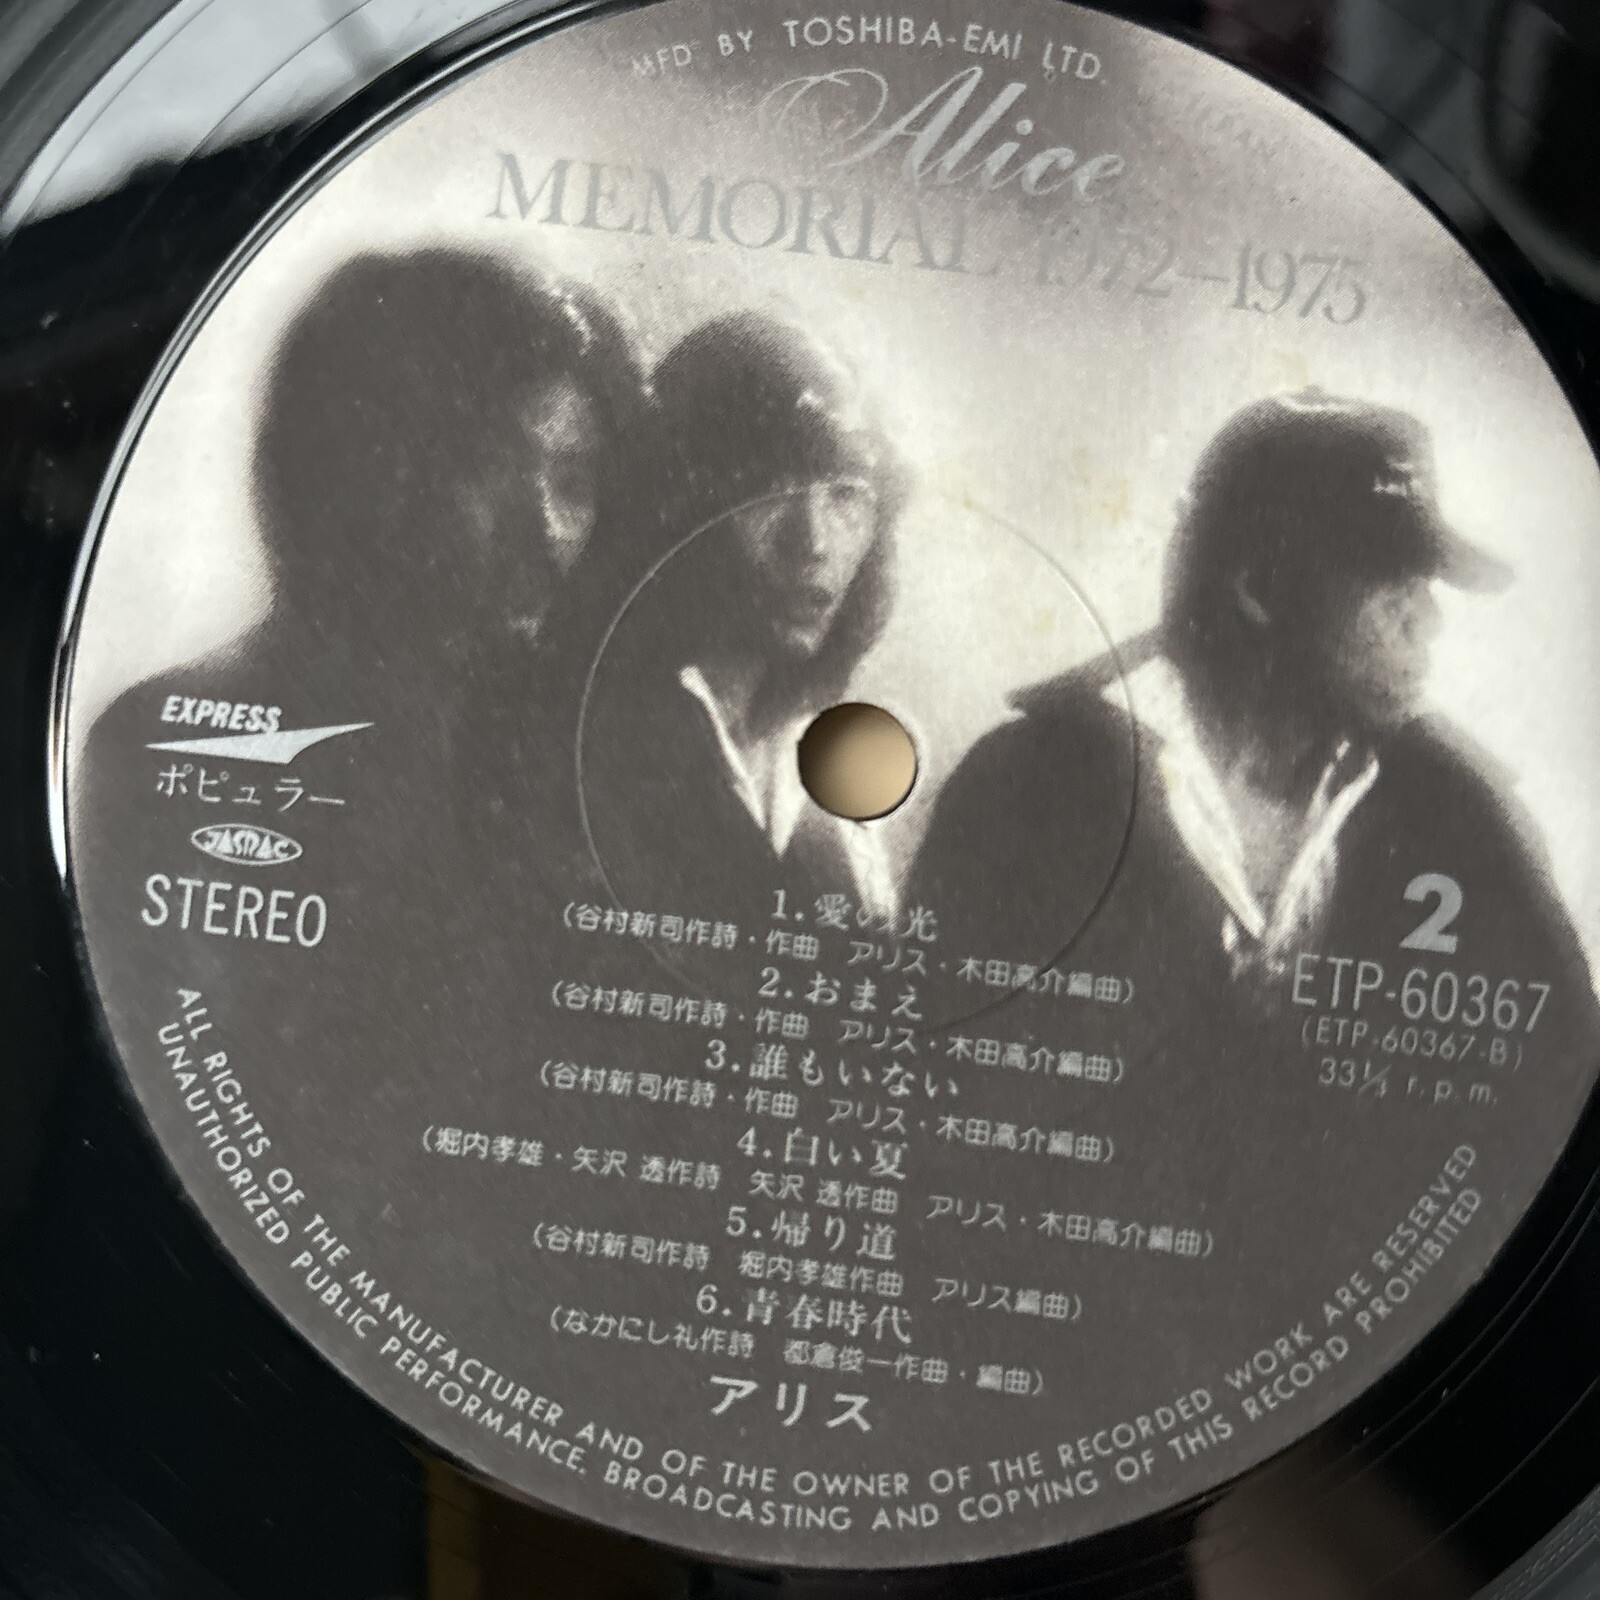 MFD BY TOSHIBA-EMI LTD.
Alice
MEMORIAL 1972-1975
EXPRESS
ポピュラー
JASRAC
STEREO
2
ETP-60367
(ETP-60367-B)
33⅓ r.p.m.
1. 愛の光
(谷村新司作詩・作曲 アリス・木田高介編曲)
2. おまえ
(谷村新司作詩・作曲 アリス・木田高介編曲)
3. 誰もいない
(谷村新司作詩・作曲 アリス・木田高介編曲)
4. 白い夏
(堀内孝雄・矢沢 透作詩 矢沢 透作曲 アリス・木田高介編曲)
5. 帰り道
(谷村新司作詩 堀内孝雄作曲 アリス編曲)
6. 青春時代
(なかにし礼作詩 都倉俊一作曲・編曲)
アリス
ALL RIGHTS OF THE MANUFACTURER AND OF THE OWNER OF THE RECORDED WORK ARE RESERVED
UNAUTHORIZED PUBLIC PERFORMANCE. BROADCASTING AND COPYING OF THIS RECORD PROHIBITED